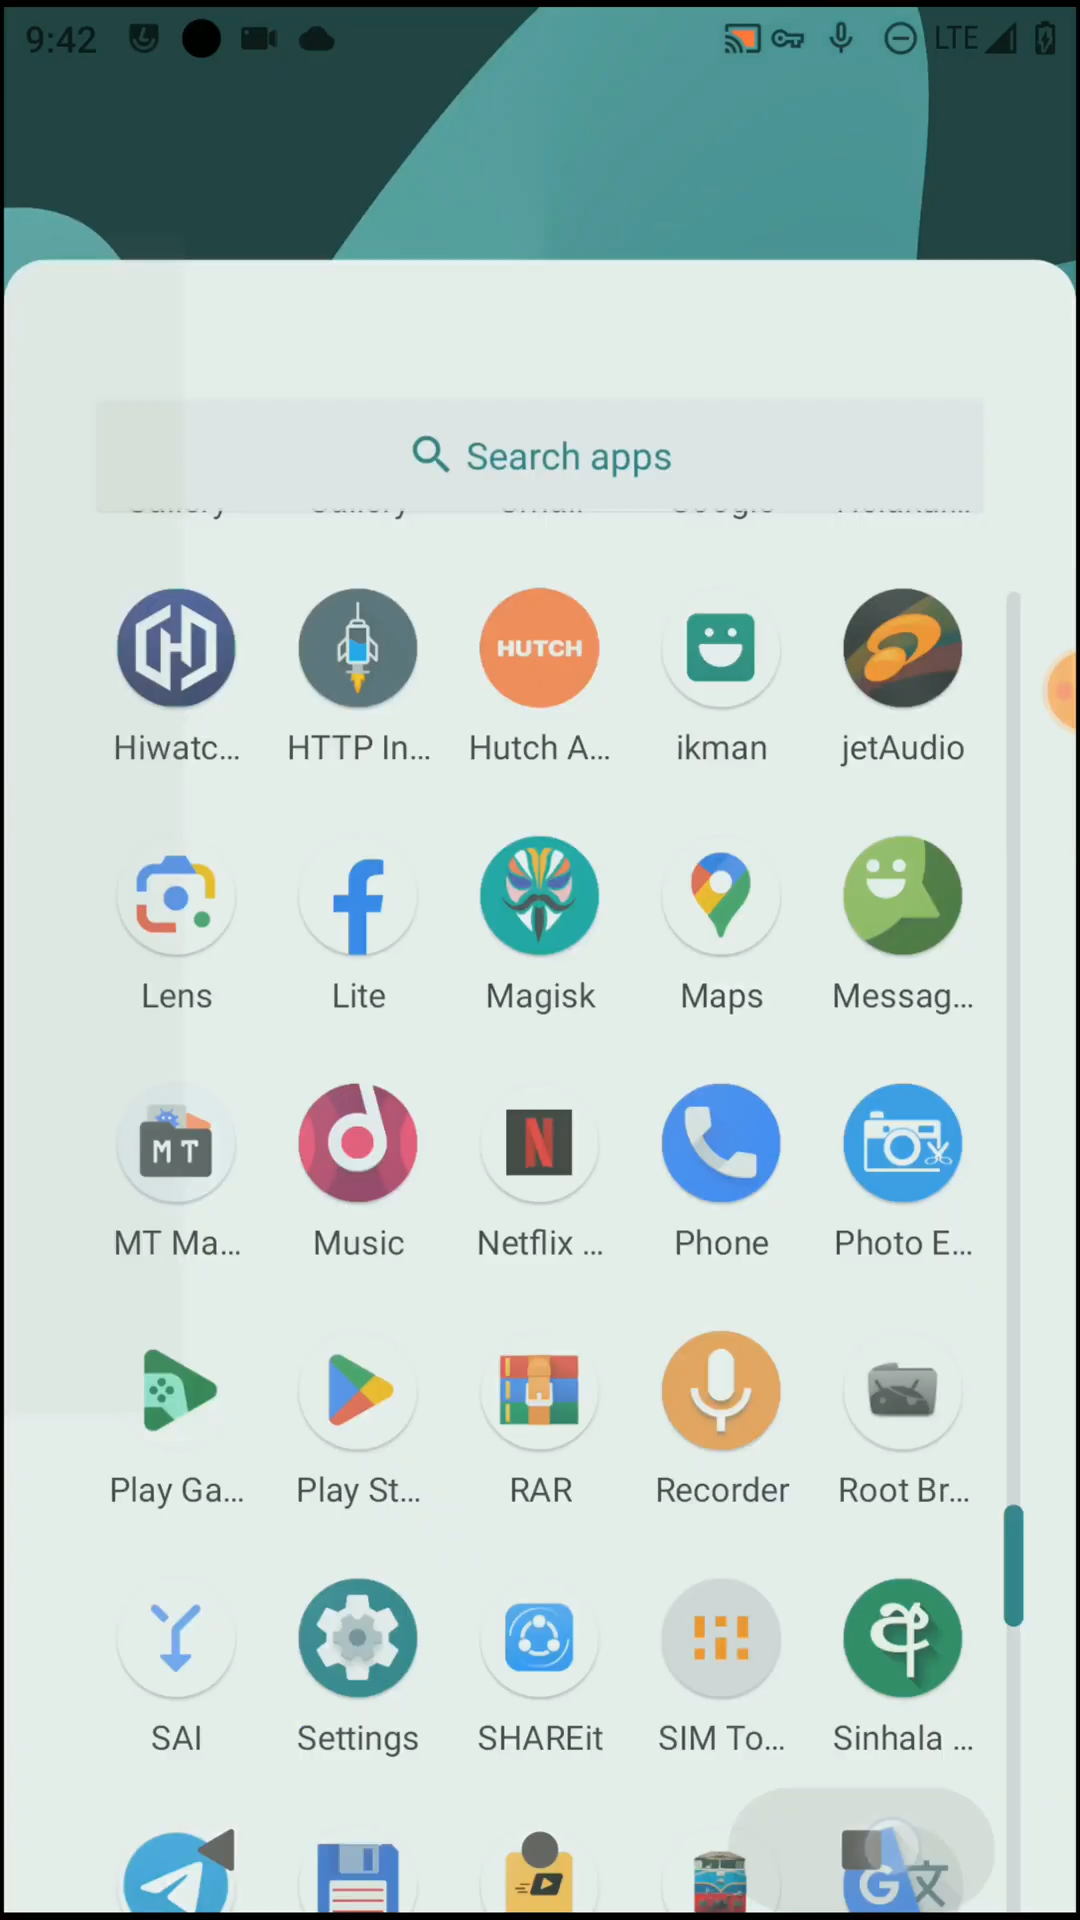 9:42
LTE
Search apps
HUTCH
Hiwatc...
HTTP In...
Hutch A...
ikman
jetAudio
Lens
Lite
Magisk
Maps
Messag...
MT
MT Ma...
Music
Netflix ...
Phone
Photo E...
Play Ga...
Play St...
RAR
Recorder
Root Br...
SAI
Settings
SHAREit
SIM To...
Sinhala ...